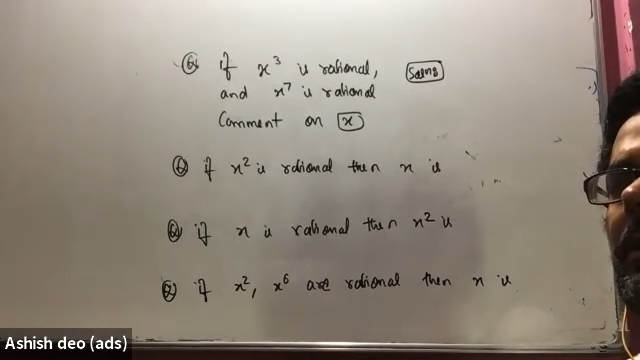 Q if x³ is rational,
and x⁷ is rational
Comment on x
Q if x² is rational then x is
Q if x is rational then x² is
Q if x², x⁶ are rational then x is
Ashish deo (ads)